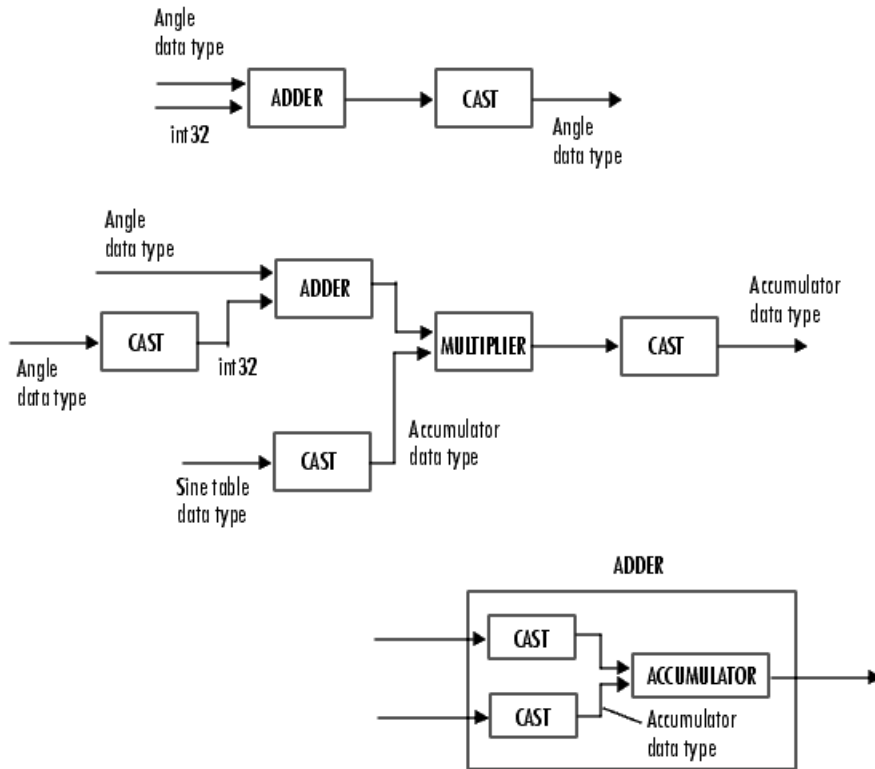 Angle
data type
ADDER
CAST
int32
Angle
data type
Angle
data type
ADDER
Accumulator
data type
CAST
MULTIPLIER
CAST
int32
Angle
data type
Accumulator
data type
CAST
Sine table
data type
ADDER
CAST
ACCUMULATOR
CAST
Accumulator
data type